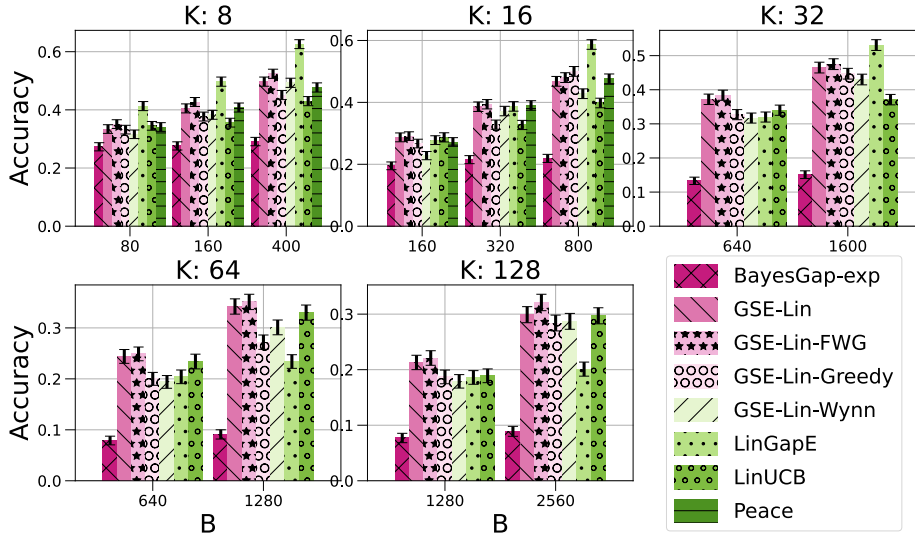 K: 8
K: 16
K: 32
Accuracy
0.6
0.4
0.2
0.0
80
160
400
0.6
0.4
0.2
0.0
160
320
800
0.5
0.4
0.3
0.2
0.1
0.0
640
1600
K: 64
K: 128
Accuracy
0.3
0.2
0.1
0.0
640
1280
B
0.3
0.2
0.1
0.0
1280
2560
B
BayesGap-exp
GSE-Lin
GSE-Lin-FWG
GSE-Lin-Greedy
GSE-Lin-Wynn
LinGapE
LinUCB
Peace